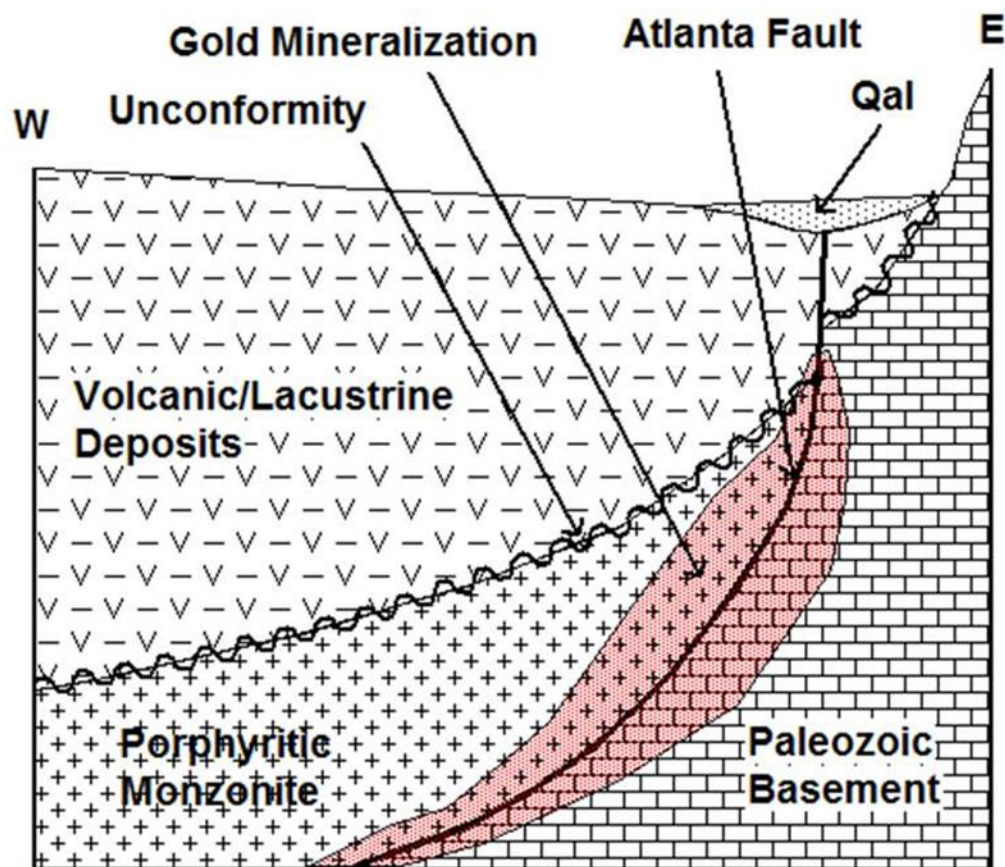 Gold Mineralization
Atlanta Fault
E
Unconformity
Qal
W
Volcanic/Lacustrine
Deposits
Porphyritic
Monzonite
Paleozoic
Basement